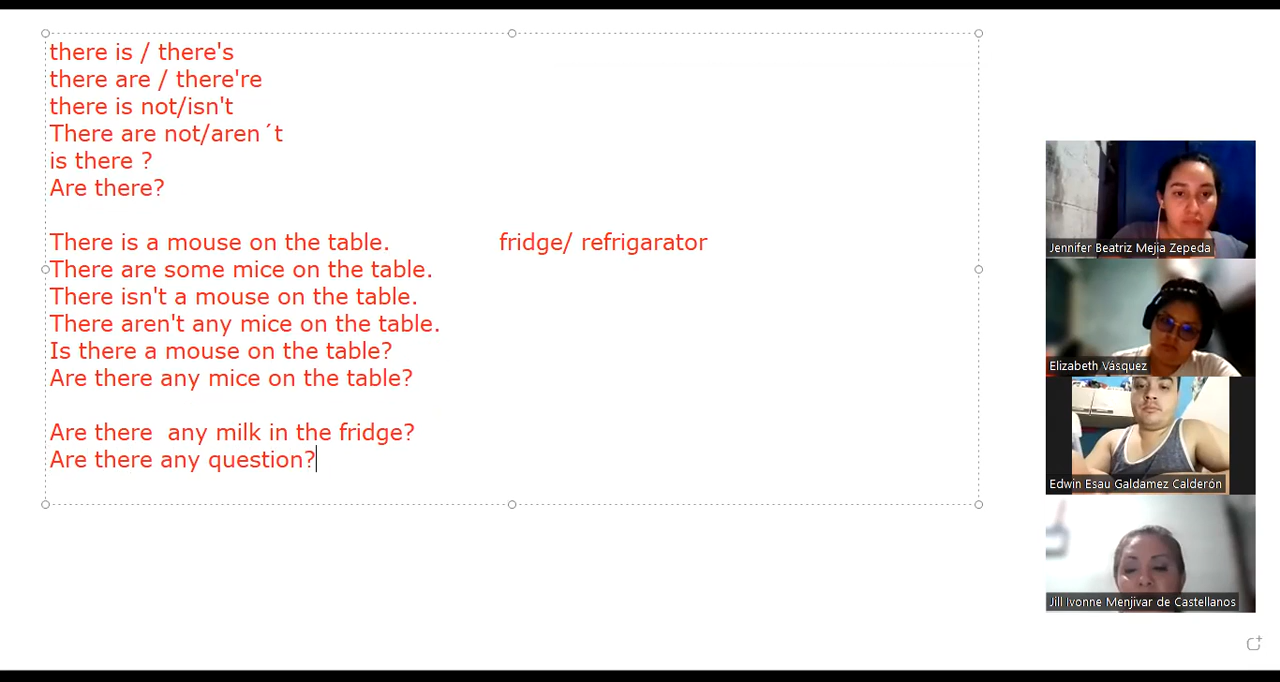 there is / there's
there are / there're
there is not/isn't
There are not/aren´t
is there ?
Are there?
There is a mouse on the table.
fridge/ refrigarator
There are some mice on the table.
There isn't a mouse on the table.
There aren't any mice on the table.
Is there a mouse on the table?
Are there any mice on the table?
Are there  any milk in the fridge?
Are there any question?
Jennifer Beatriz Mejia Zepeda
Elizabeth Vásquez
Edwin Esau Galdamez Calderón
Jill Ivonne Menjivar de Castellanos